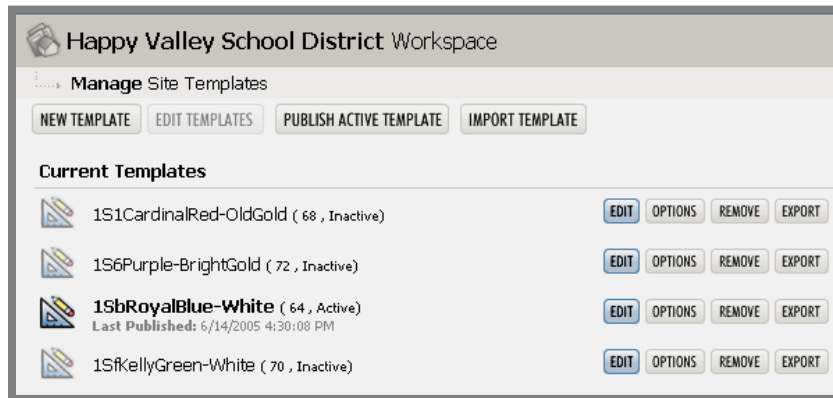 Happy Valley School District Workspace
Manage Site Templates
NEW TEMPLATE EDIT TEMPLATES PUBLISH ACTIVE TEMPLATE IMPORT TEMPLATE
Current Templates
1S1CardinalRed-OldGold ( 68 , Inactive) EDIT OPTIONS REMOVE EXPORT
1S6Purple-BrightGold ( 72 , Inactive) EDIT OPTIONS REMOVE EXPORT
1SbRoyalBlue-White ( 64 , Active) EDIT OPTIONS REMOVE EXPORT
Last Published: 6/14/2005 4:30:08 PM
1SfKellyGreen-White ( 70 , Inactive) EDIT OPTIONS REMOVE EXPORT